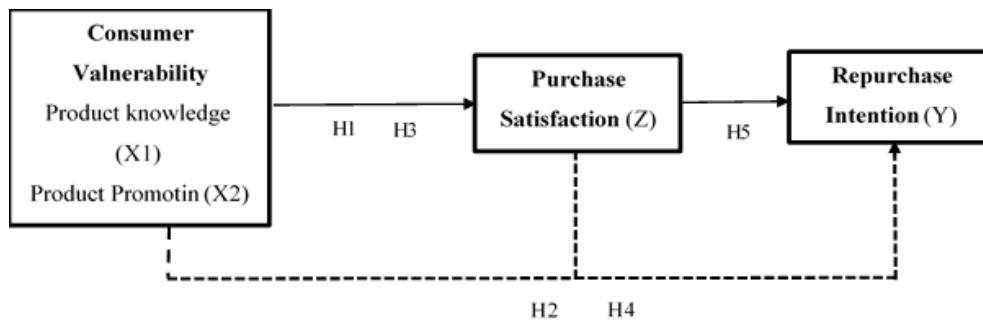 Consumer
Valnerability
Product knowledge
(X1)
Product Promotin (X2)
H1 H3
Purchase
Satisfaction (Z)
H5
Repurchase
Intention (Y)
H2 H4